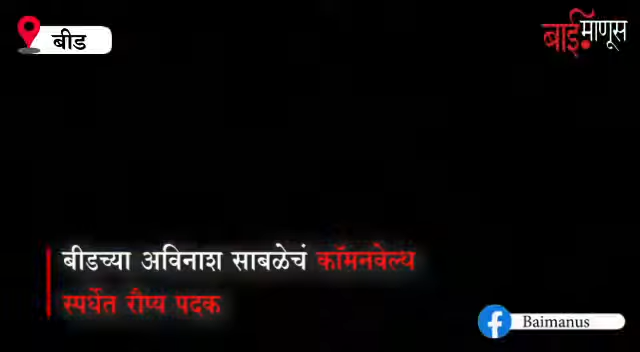 बीड
बाईमाणूस
बीडच्या अविनाश साबळेचं कॉमनवेल्थ
स्पर्धेत रौप्य पदक
Baimanus